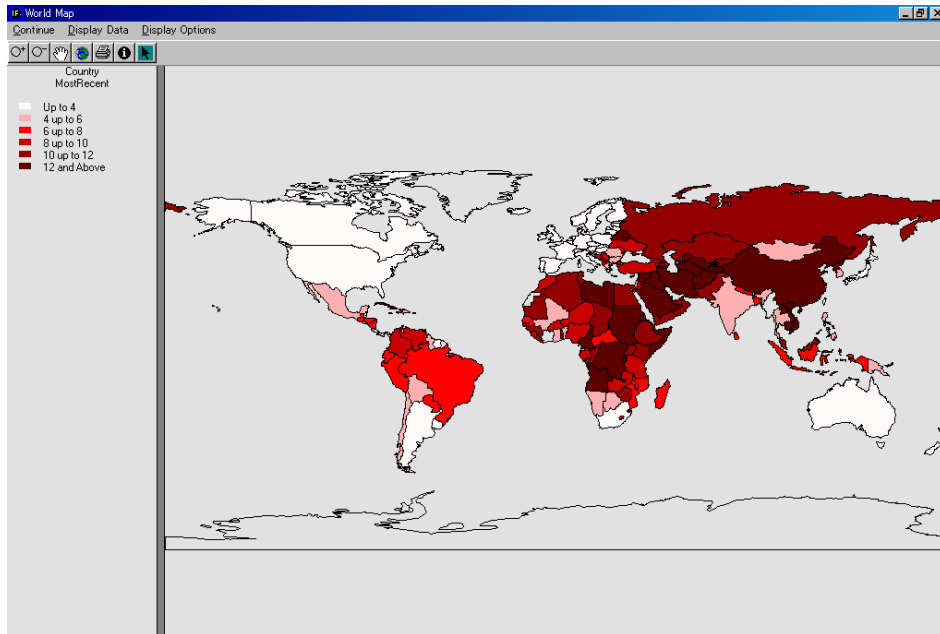 IFs World Map
Continue Display Data Display Options
Country
MostRecent
Up to 4
4 up to 6
6 up to 8
8 up to 10
10 up to 12
12 and Above